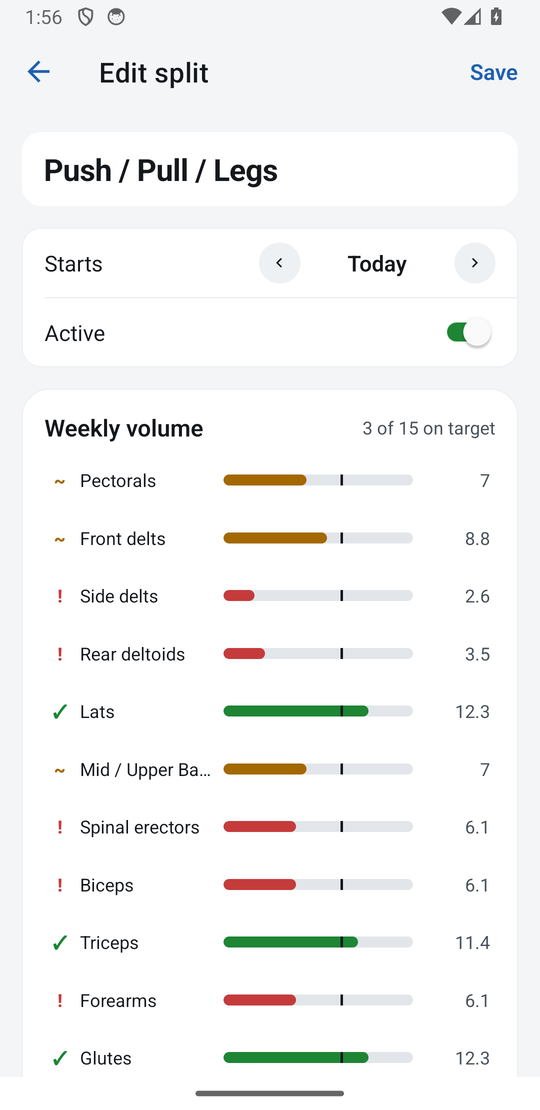 1:56
Edit split
Save
Push / Pull / Legs
Starts
Today
Active
Weekly volume
3 of 15 on target
~ Pectorals 7
~ Front delts 8.8
! Side delts 2.6
! Rear deltoids 3.5
✓ Lats 12.3
~ Mid / Upper Ba... 7
! Spinal erectors 6.1
! Biceps 6.1
✓ Triceps 11.4
! Forearms 6.1
✓ Glutes 12.3